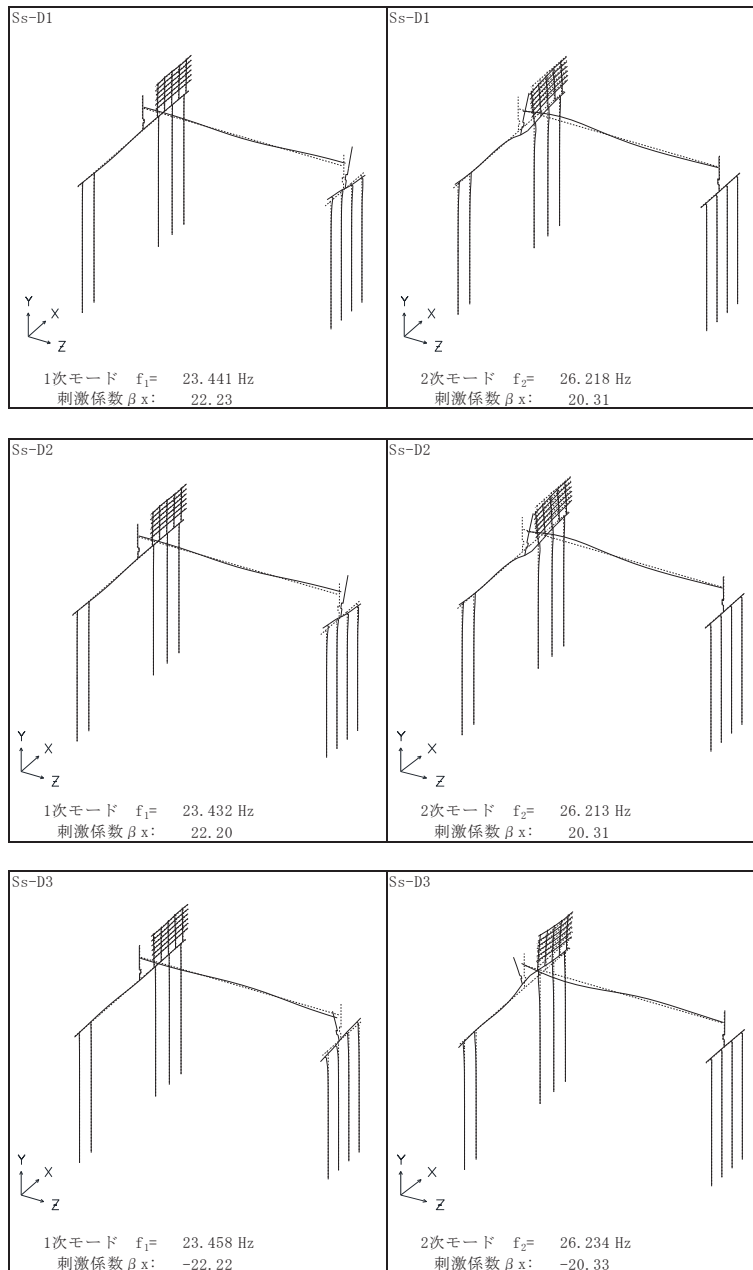 Ss-D1
Y
X
Z
1次モード f₁= 23.441 Hz
刺激係数βx: 22.23
Ss-D1
Y
X
Z
2次モード f₂= 26.218 Hz
刺激係数βx: 20.31
Ss-D2
Y
X
Z
1次モード f₁= 23.432 Hz
刺激係数βx: 22.20
Ss-D2
Y
X
Z
2次モード f₂= 26.213 Hz
刺激係数βx: 20.31
Ss-D3
Y
X
Z
1次モード f₁= 23.458 Hz
刺激係数βx: -22.22
Ss-D3
Y
X
Z
2次モード f₂= 26.234 Hz
刺激係数βx: -20.33